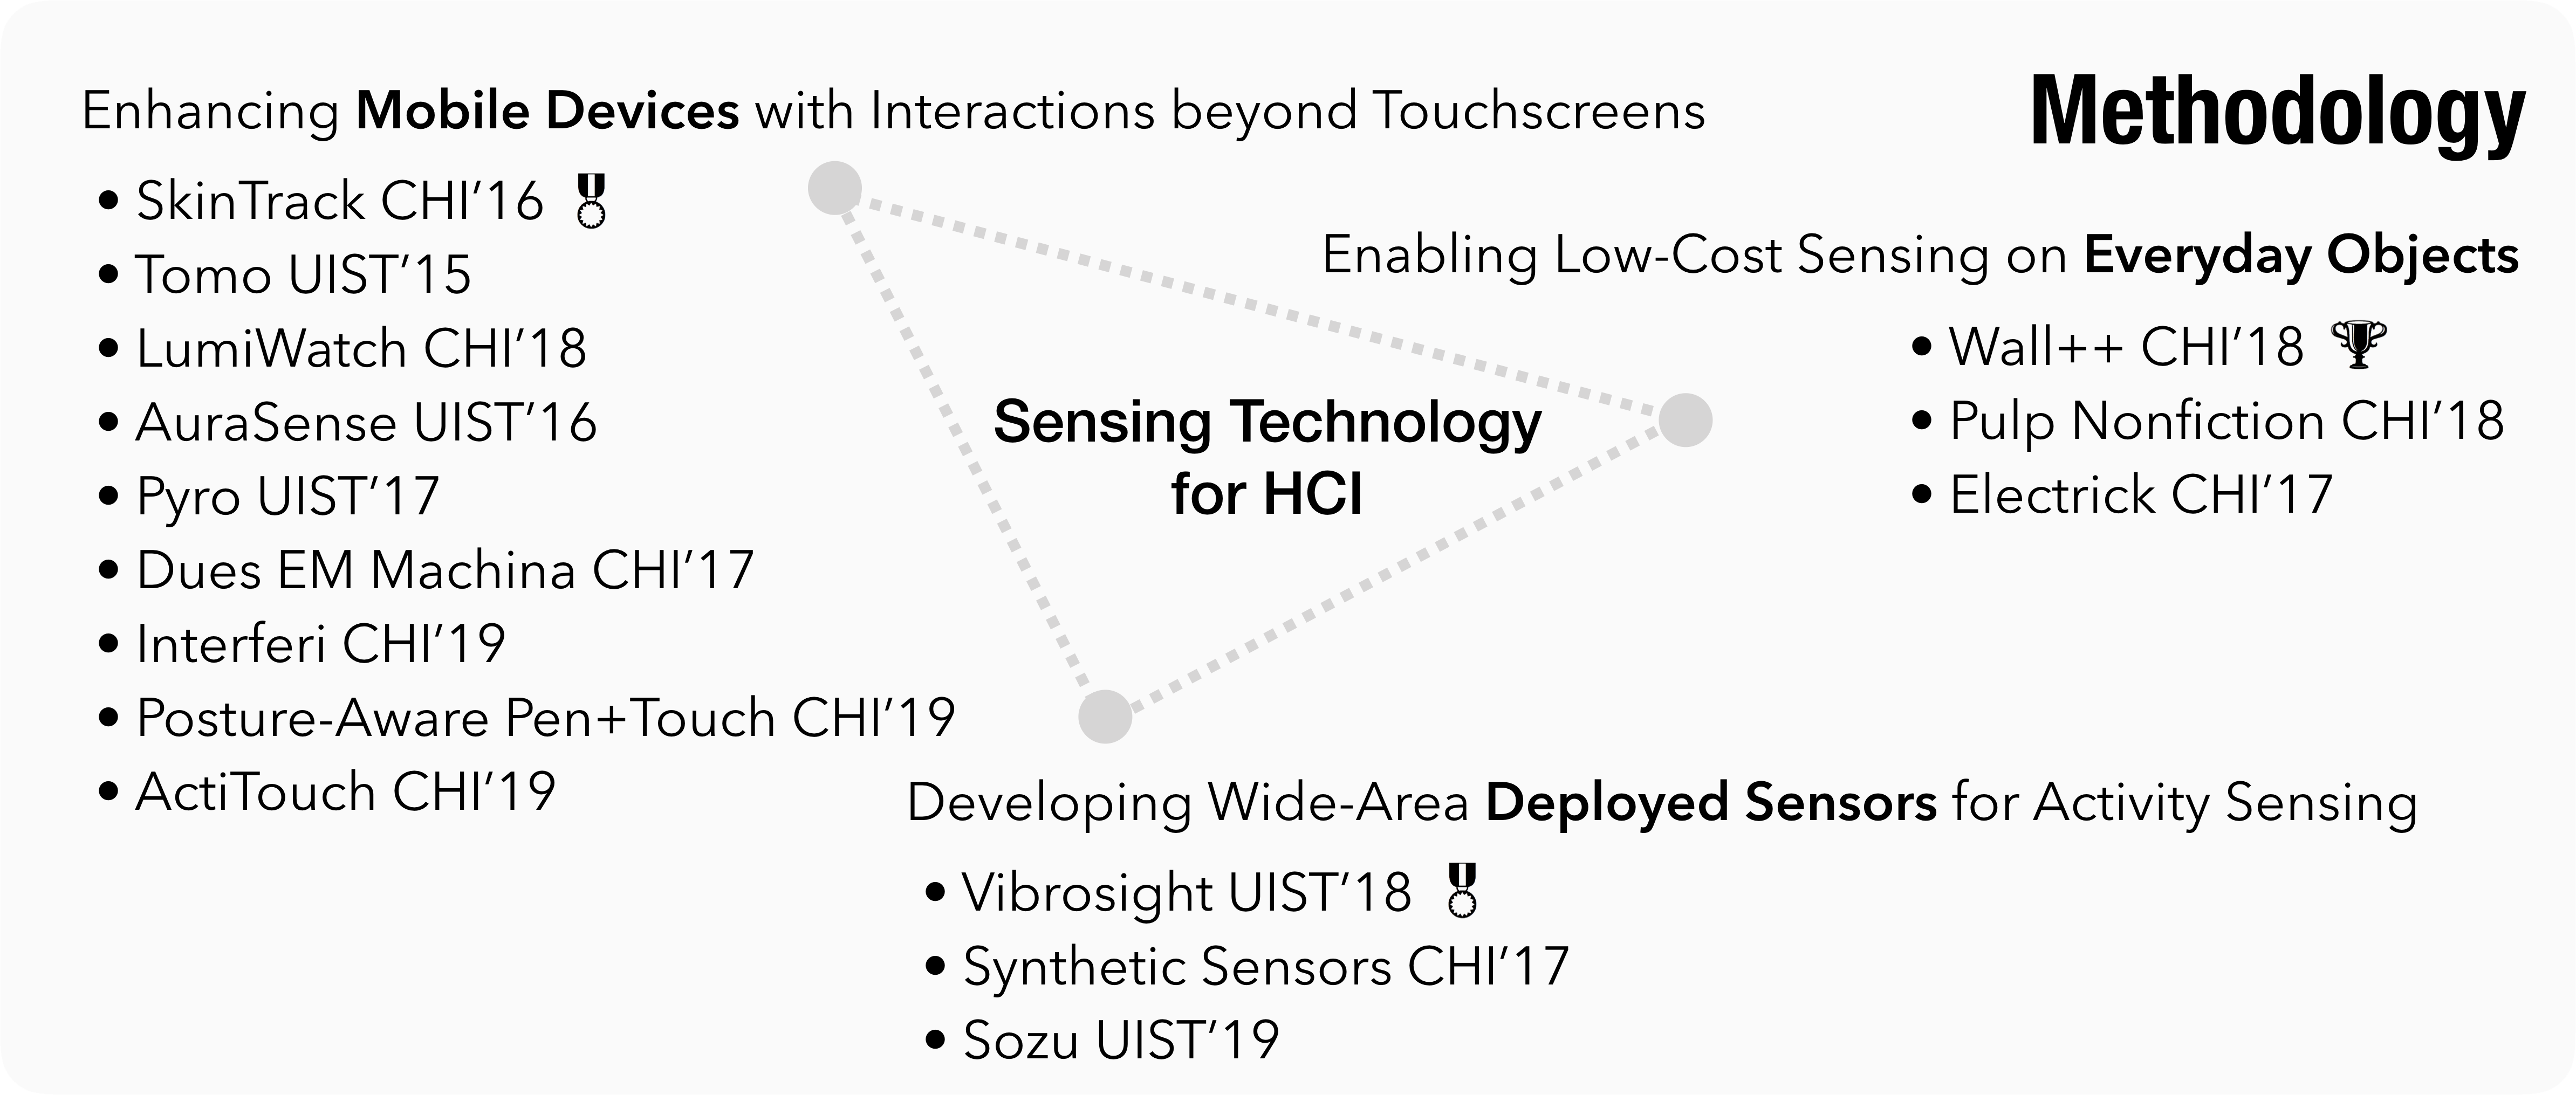 Methodology
Enhancing Mobile Devices with Interactions beyond Touchscreens
• SkinTrack CHI’16
• Tomo UIST’15
• LumiWatch CHI’18
• AuraSense UIST’16
• Pyro UIST’17
• Dues EM Machina CHI’17
• Interferi CHI’19
• Posture-Aware Pen+Touch CHI’19
• ActiTouch CHI’19
Enabling Low-Cost Sensing on Everyday Objects
• Wall++ CHI’18
• Pulp Nonfiction CHI’18
• Electrick CHI’17
Sensing Technology
for HCI
Developing Wide-Area Deployed Sensors for Activity Sensing
• Vibrosight UIST’18
• Synthetic Sensors CHI’17
• Sozu UIST’19